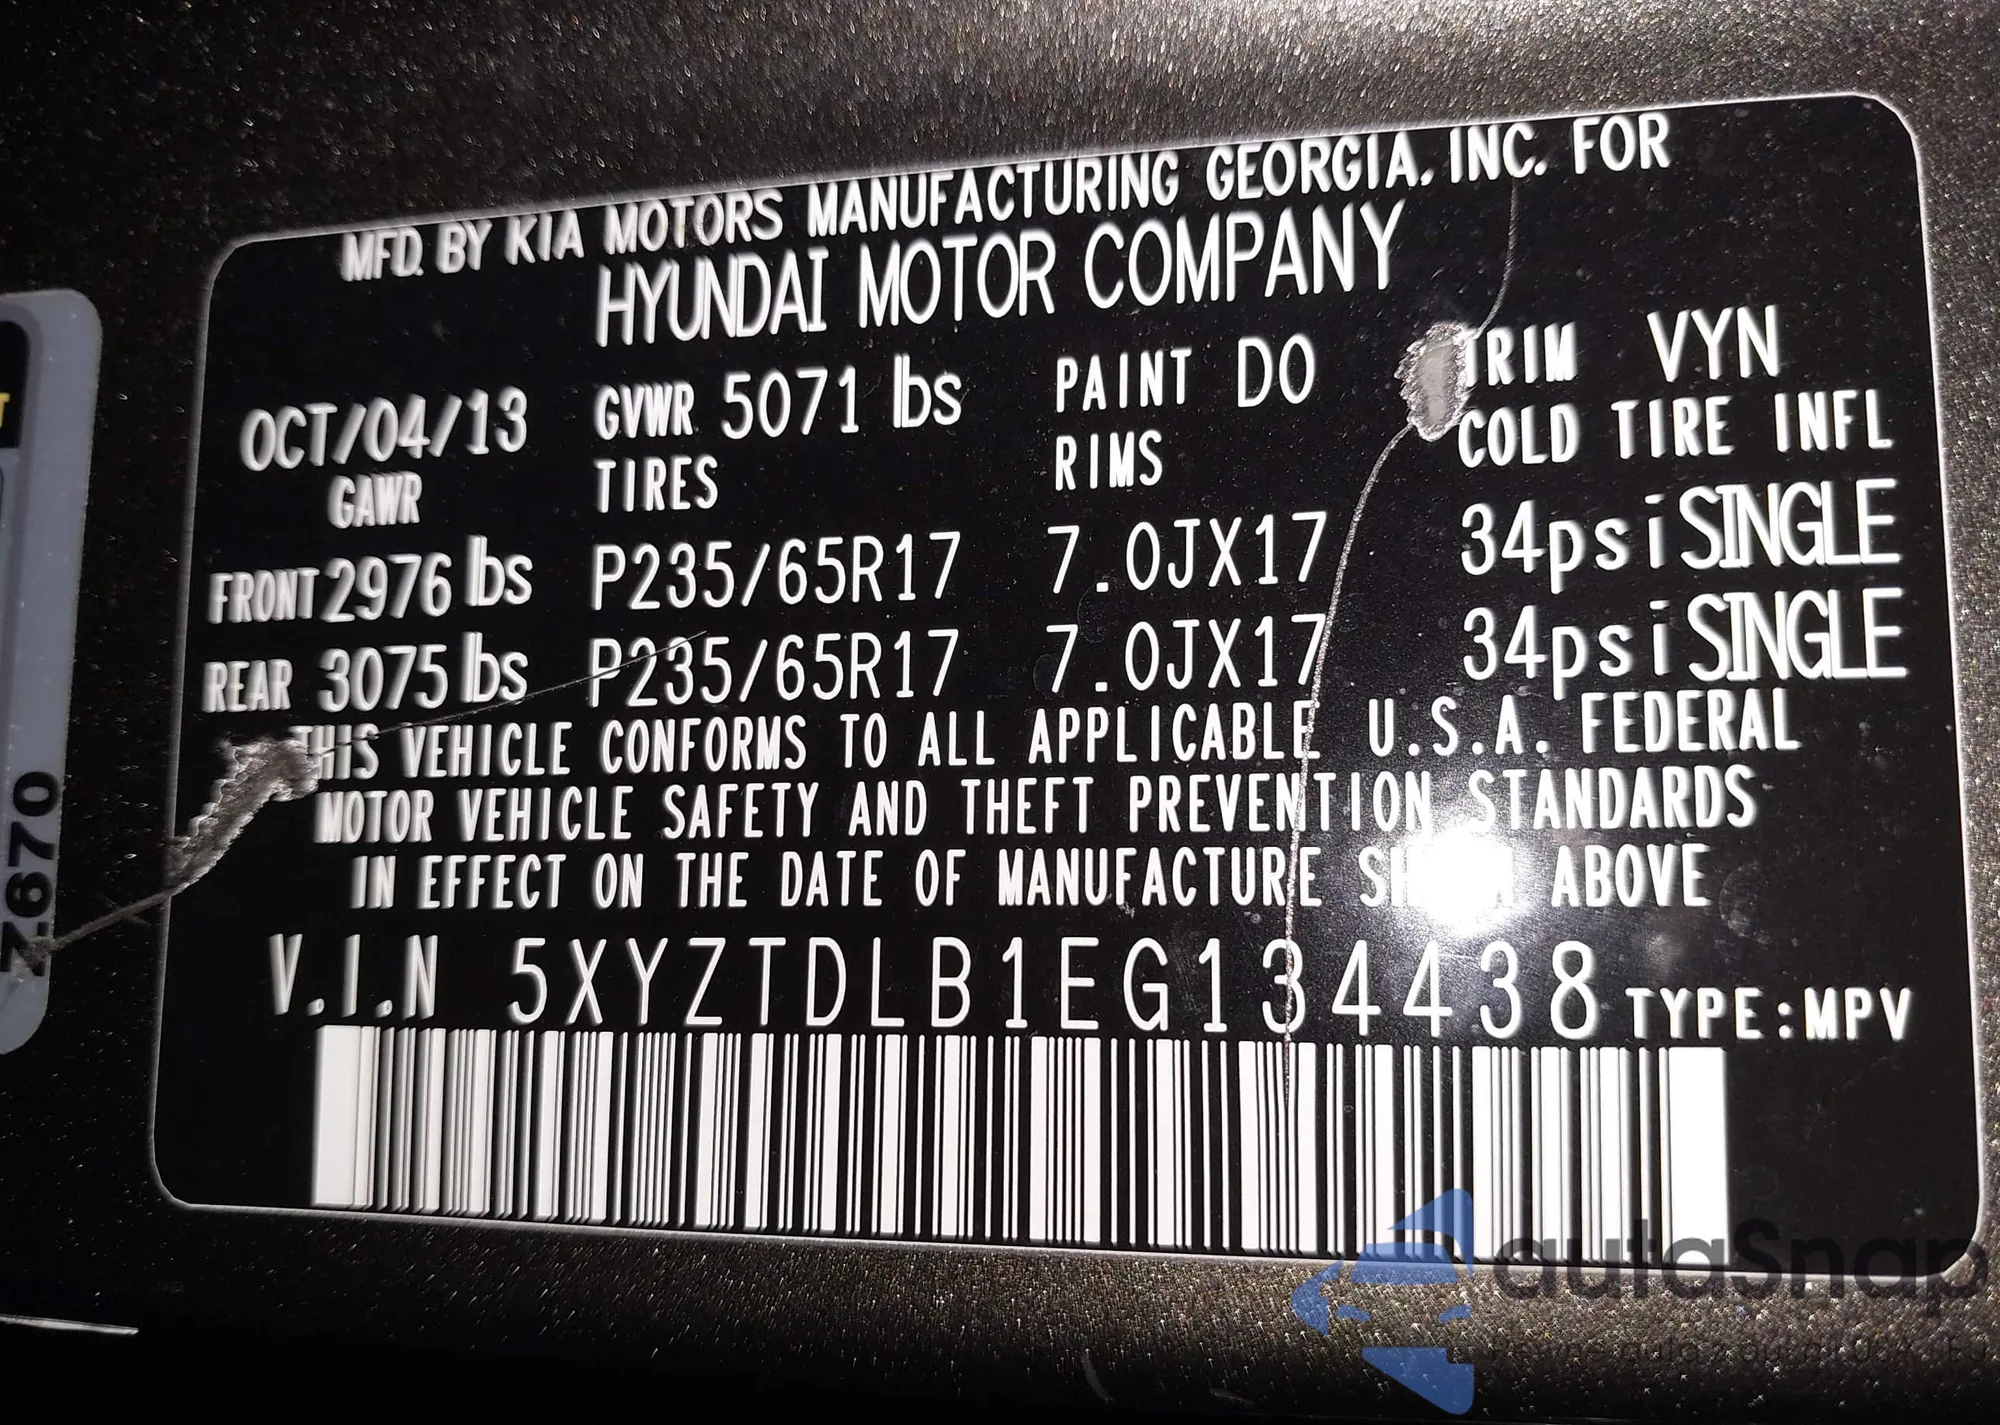 MFD. BY KIA MOTORS MANUFACTURING GEORGIA, INC. FOR
HYUNDAI MOTOR COMPANY
OCT/04/13 GVWR 5071 lbs PAINT D0 TRIM VYN
GAWR TIRES RIMS COLD TIRE INFL
FRONT 2976 lbs P235/65R17 7.0JX17 34psi SINGLE
REAR 3075 lbs P235/65R17 7.0JX17 34psi SINGLE
THIS VEHICLE CONFORMS TO ALL APPLICABLE U.S.A. FEDERAL
MOTOR VEHICLE SAFETY AND THEFT PREVENTION STANDARDS
IN EFFECT ON THE DATE OF MANUFACTURE ABOVE
V.I.N 5XYZTDLB1EG134438 TYPE:MPV
Z670
autaSnap